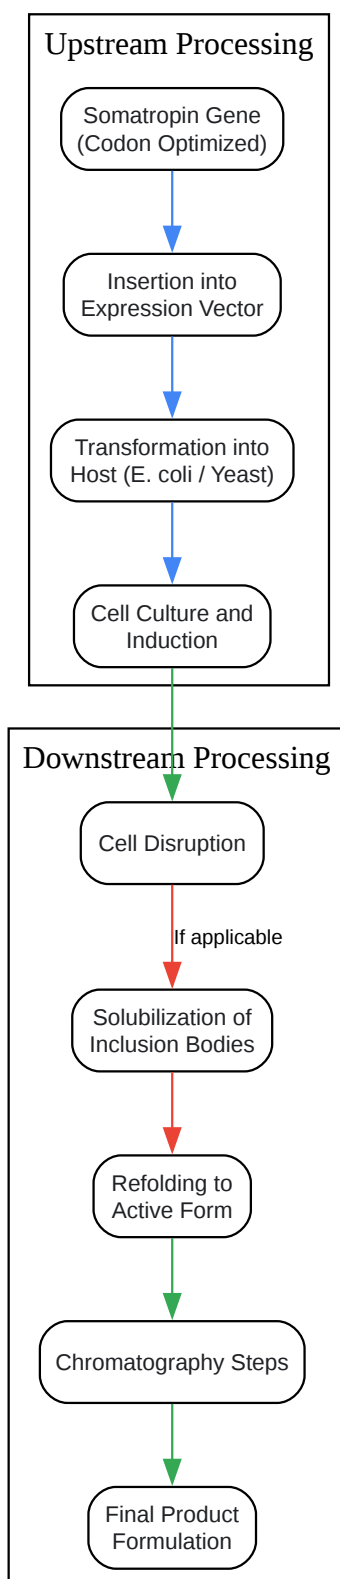 Upstream Processing
Somatropin Gene
(Codon Optimized)
Insertion into
Expression Vector
Transformation into
Host (E. coli / Yeast)
Cell Culture and
Induction
Downstream Processing
Cell Disruption
If applicable
Solubilization of
Inclusion Bodies
Refolding to
Active Form
Chromatography Steps
Final Product
Formulation